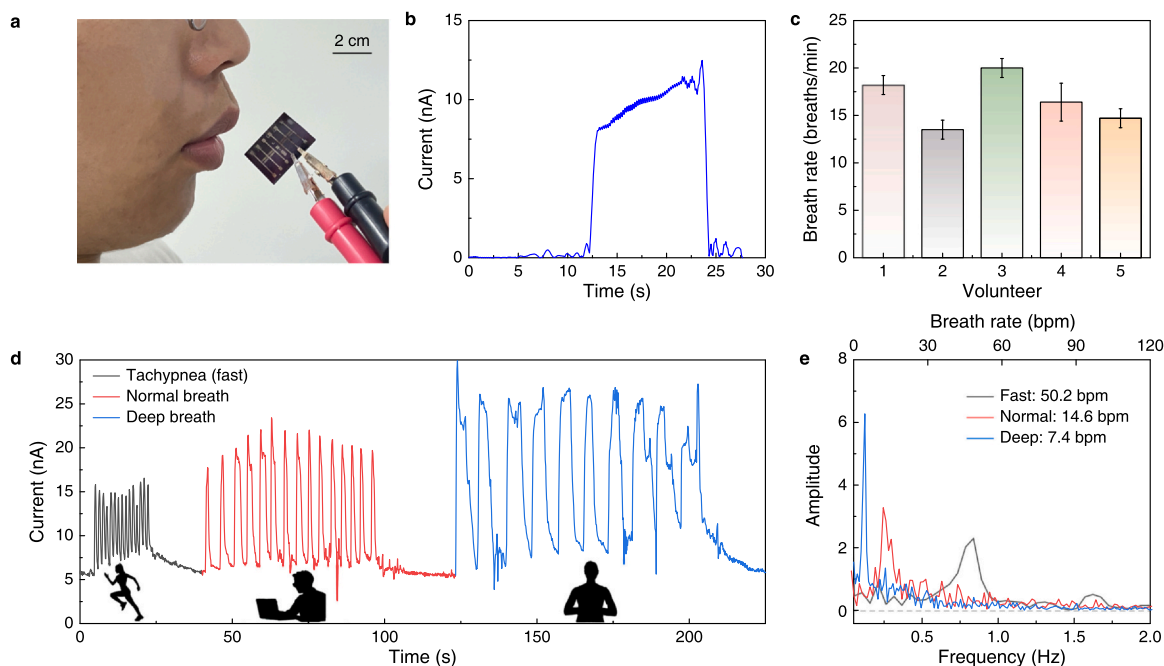 a
2 cm
b
Current (nA)
15
10
5
0
0 5 10 15 20 25 30
Time (s)
c
Breath rate (breaths/min)
25
20
15
10
5
0
1 2 3 4 5
Volunteer
d
Current (nA)
30
25
20
15
10
5
0
Tachypnea (fast)
Normal breath
Deep breath
0 50 100 150 200
Time (s)
Breath rate (bpm)
0 30 60 90 120
e
Amplitude
8
6
4
2
0
Fast: 50.2 bpm
Normal: 14.6 bpm
Deep: 7.4 bpm
0.5 1.0 1.5 2.0
Frequency (Hz)